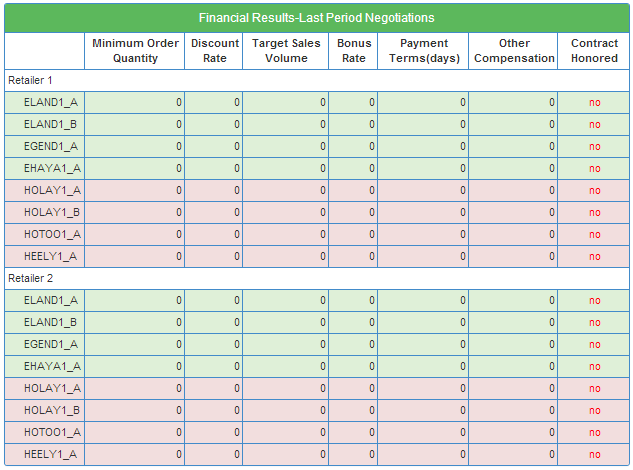 Financial Results-Last Period Negotiations
Minimum Order Quantity Discount Rate Target Sales Volume Bonus Rate Payment Terms(days) Other Compensation Contract Honored
Retailer 1
ELAND1_A 0 0 0 0 0 0 no
ELAND1_B 0 0 0 0 0 0 no
EGEND1_A 0 0 0 0 0 0 no
EHAYA1_A 0 0 0 0 0 0 no
HOLAY1_A 0 0 0 0 0 0 no
HOLAY1_B 0 0 0 0 0 0 no
HOTOO1_A 0 0 0 0 0 0 no
HEELY1_A 0 0 0 0 0 0 no
Retailer 2
ELAND1_A 0 0 0 0 0 0 no
ELAND1_B 0 0 0 0 0 0 no
EGEND1_A 0 0 0 0 0 0 no
EHAYA1_A 0 0 0 0 0 0 no
HOLAY1_A 0 0 0 0 0 0 no
HOLAY1_B 0 0 0 0 0 0 no
HOTOO1_A 0 0 0 0 0 0 no
HEELY1_A 0 0 0 0 0 0 no